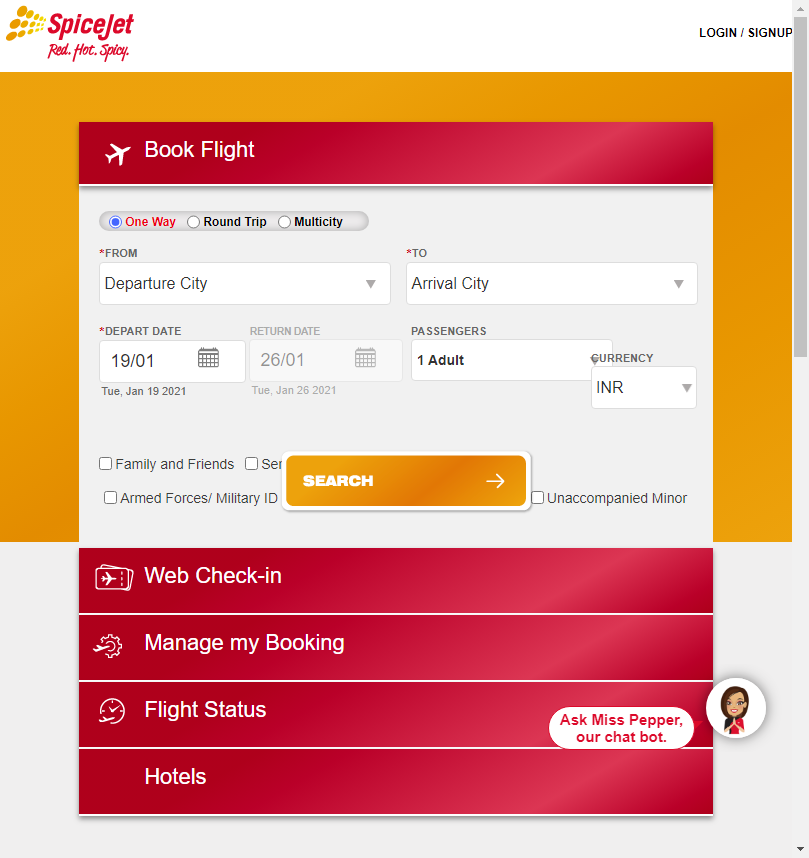 SpiceJet
Red. Hot. Spicy.
LOGIN / SIGNUP
Book Flight
One Way Round Trip Multicity
*FROM *TO
Departure City Arrival City
*DEPART DATE RETURN DATE PASSENGERS
19/01 26/01 1 Adult
CURRENCY
INR
Tue, Jan 19 2021 Tue, Jan 26 2021
Family and Friends
SEARCH
Armed Forces/ Military ID Unaccompanied Minor
Web Check-in
Manage my Booking
Flight Status
Ask Miss Pepper,
our chat bot.
Hotels